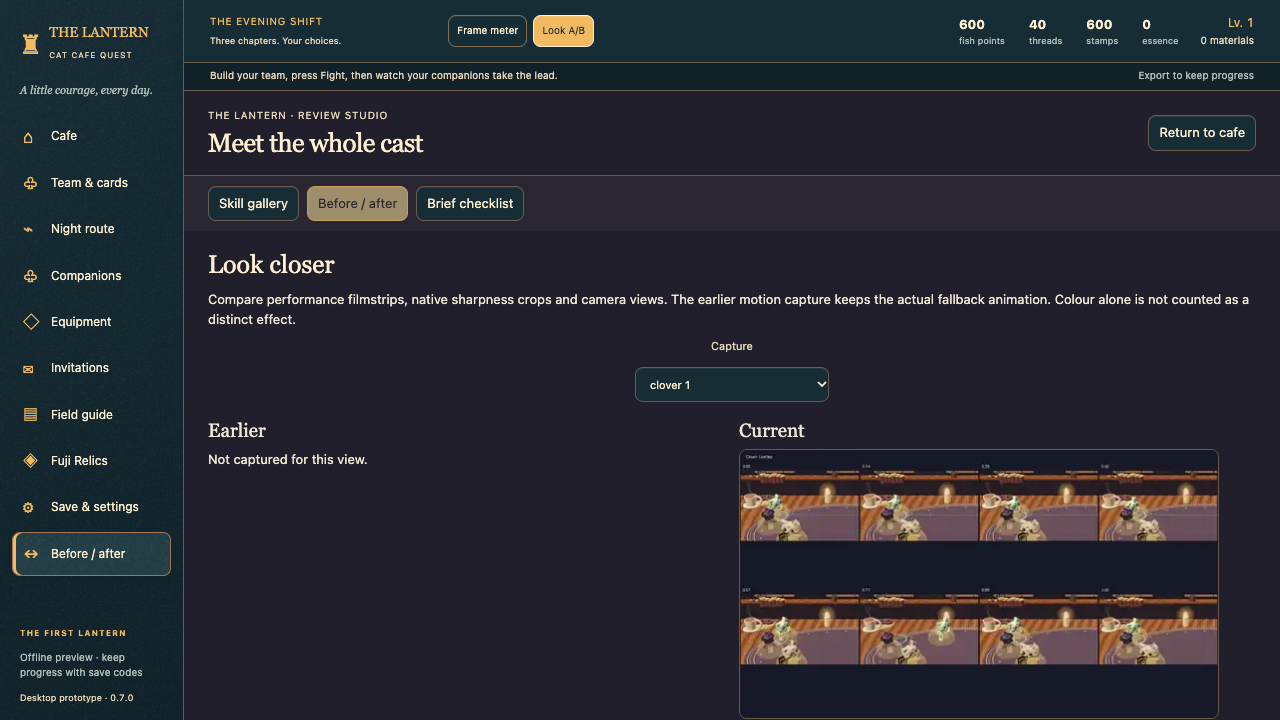 THE LANTERN
CAT CAFE QUEST
A little courage, every day.
Cafe
Team & cards
Night route
Companions
Equipment
Invitations
Field guide
Fuji Relics
Save & settings
Before / after
THE FIRST LANTERN
Offline preview · keep
progress with save codes
Desktop prototype · 0.7.0
THE EVENING SHIFT
Three chapters. Your choices.
Frame meter
Look A/B
600
fish points
40
threads
600
stamps
0
essence
Lv. 1
0 materials
Build your team, press Fight, then watch your companions take the lead.
Export to keep progress
THE LANTERN · REVIEW STUDIO
Meet the whole cast
Return to cafe
Skill gallery
Before / after
Brief checklist
Look closer
Compare performance filmstrips, native sharpness crops and camera views. The earlier motion capture keeps the actual fallback animation. Colour alone is not counted as a
distinct effect.
Capture
clover 1
Earlier
Not captured for this view.
Current